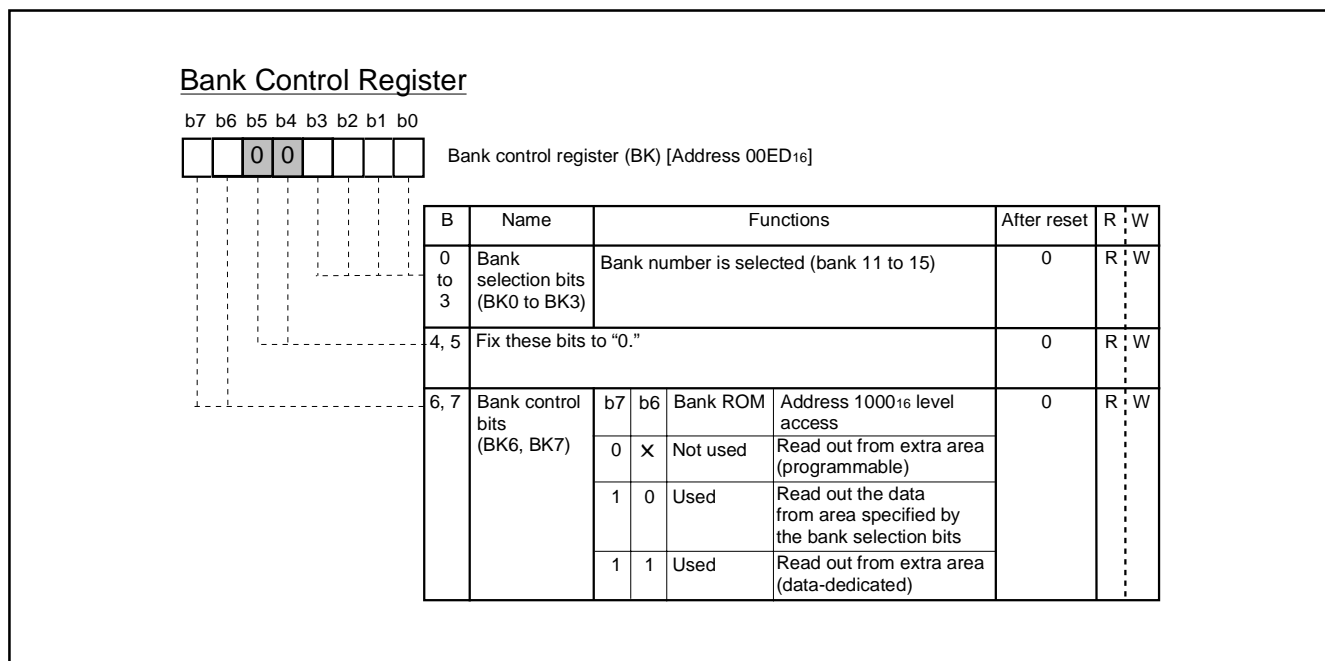 Bank Control Register
b7 b6 b5 b4 b3 b2 b1 b0
0 0
Bank control register (BK) [Address 00ED16]
B Name Functions After reset R W
0 to 3 Bank selection bits (BK0 to BK3) Bank number is selected (bank 11 to 15) 0 R W
4, 5 Fix these bits to “0.” 0 R W
6, 7 Bank control bits (BK6, BK7) b7 b6 Bank ROM Address 100016 level access 0 R W
0 X Not used Read out from extra area (programmable)
1 0 Used Read out the data from area specified by the bank selection bits
1 1 Used Read out from extra area (data-dedicated)